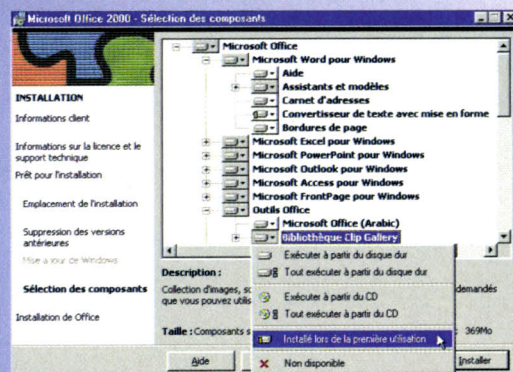 Microsoft Office 2000 - Sélection des composants
INSTALLATION
Informations client
Informations sur la licence et le
support technique
Prêt pour l'installation
Emplacement de l'installation
Suppression des versions
antérieures
Mise à jour de Windows
Sélection des composants
Installation de Office
Microsoft Office
Microsoft Word pour Windows
Aide
Assistants et modèles
Carnet d'adresses
Convertisseur de texte avec mise en forme
Bordures de page
Microsoft Excel pour Windows
Microsoft PowerPoint pour Windows
Microsoft Outlook pour Windows
Microsoft Access pour Windows
Microsoft FrontPage pour Windows
Outils Office
Microsoft Office (Arabic)
Bibliothèque Clip Gallery
Exécuter à partir du disque dur
Tout exécuter à partir du disque dur
Exécuter à partir du CD
Tout exécuter à partir du CD
Installé lors de la première utilisation
Non disponible
Description :
Collection d'images, so
que vous pouvez utilis
demandés
Taille : Composants s
: 369Mo
Aide
Installer